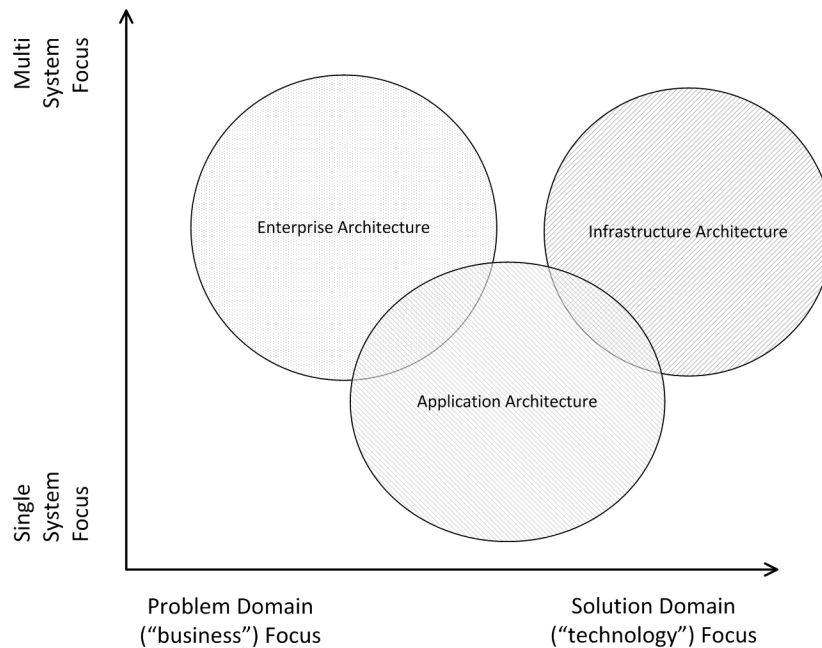 Multi
System
Focus
Enterprise Architecture
Infrastructure Architecture
Application Architecture
Single
System
Focus
Problem Domain
(“business”) Focus
Solution Domain
(“technology”) Focus